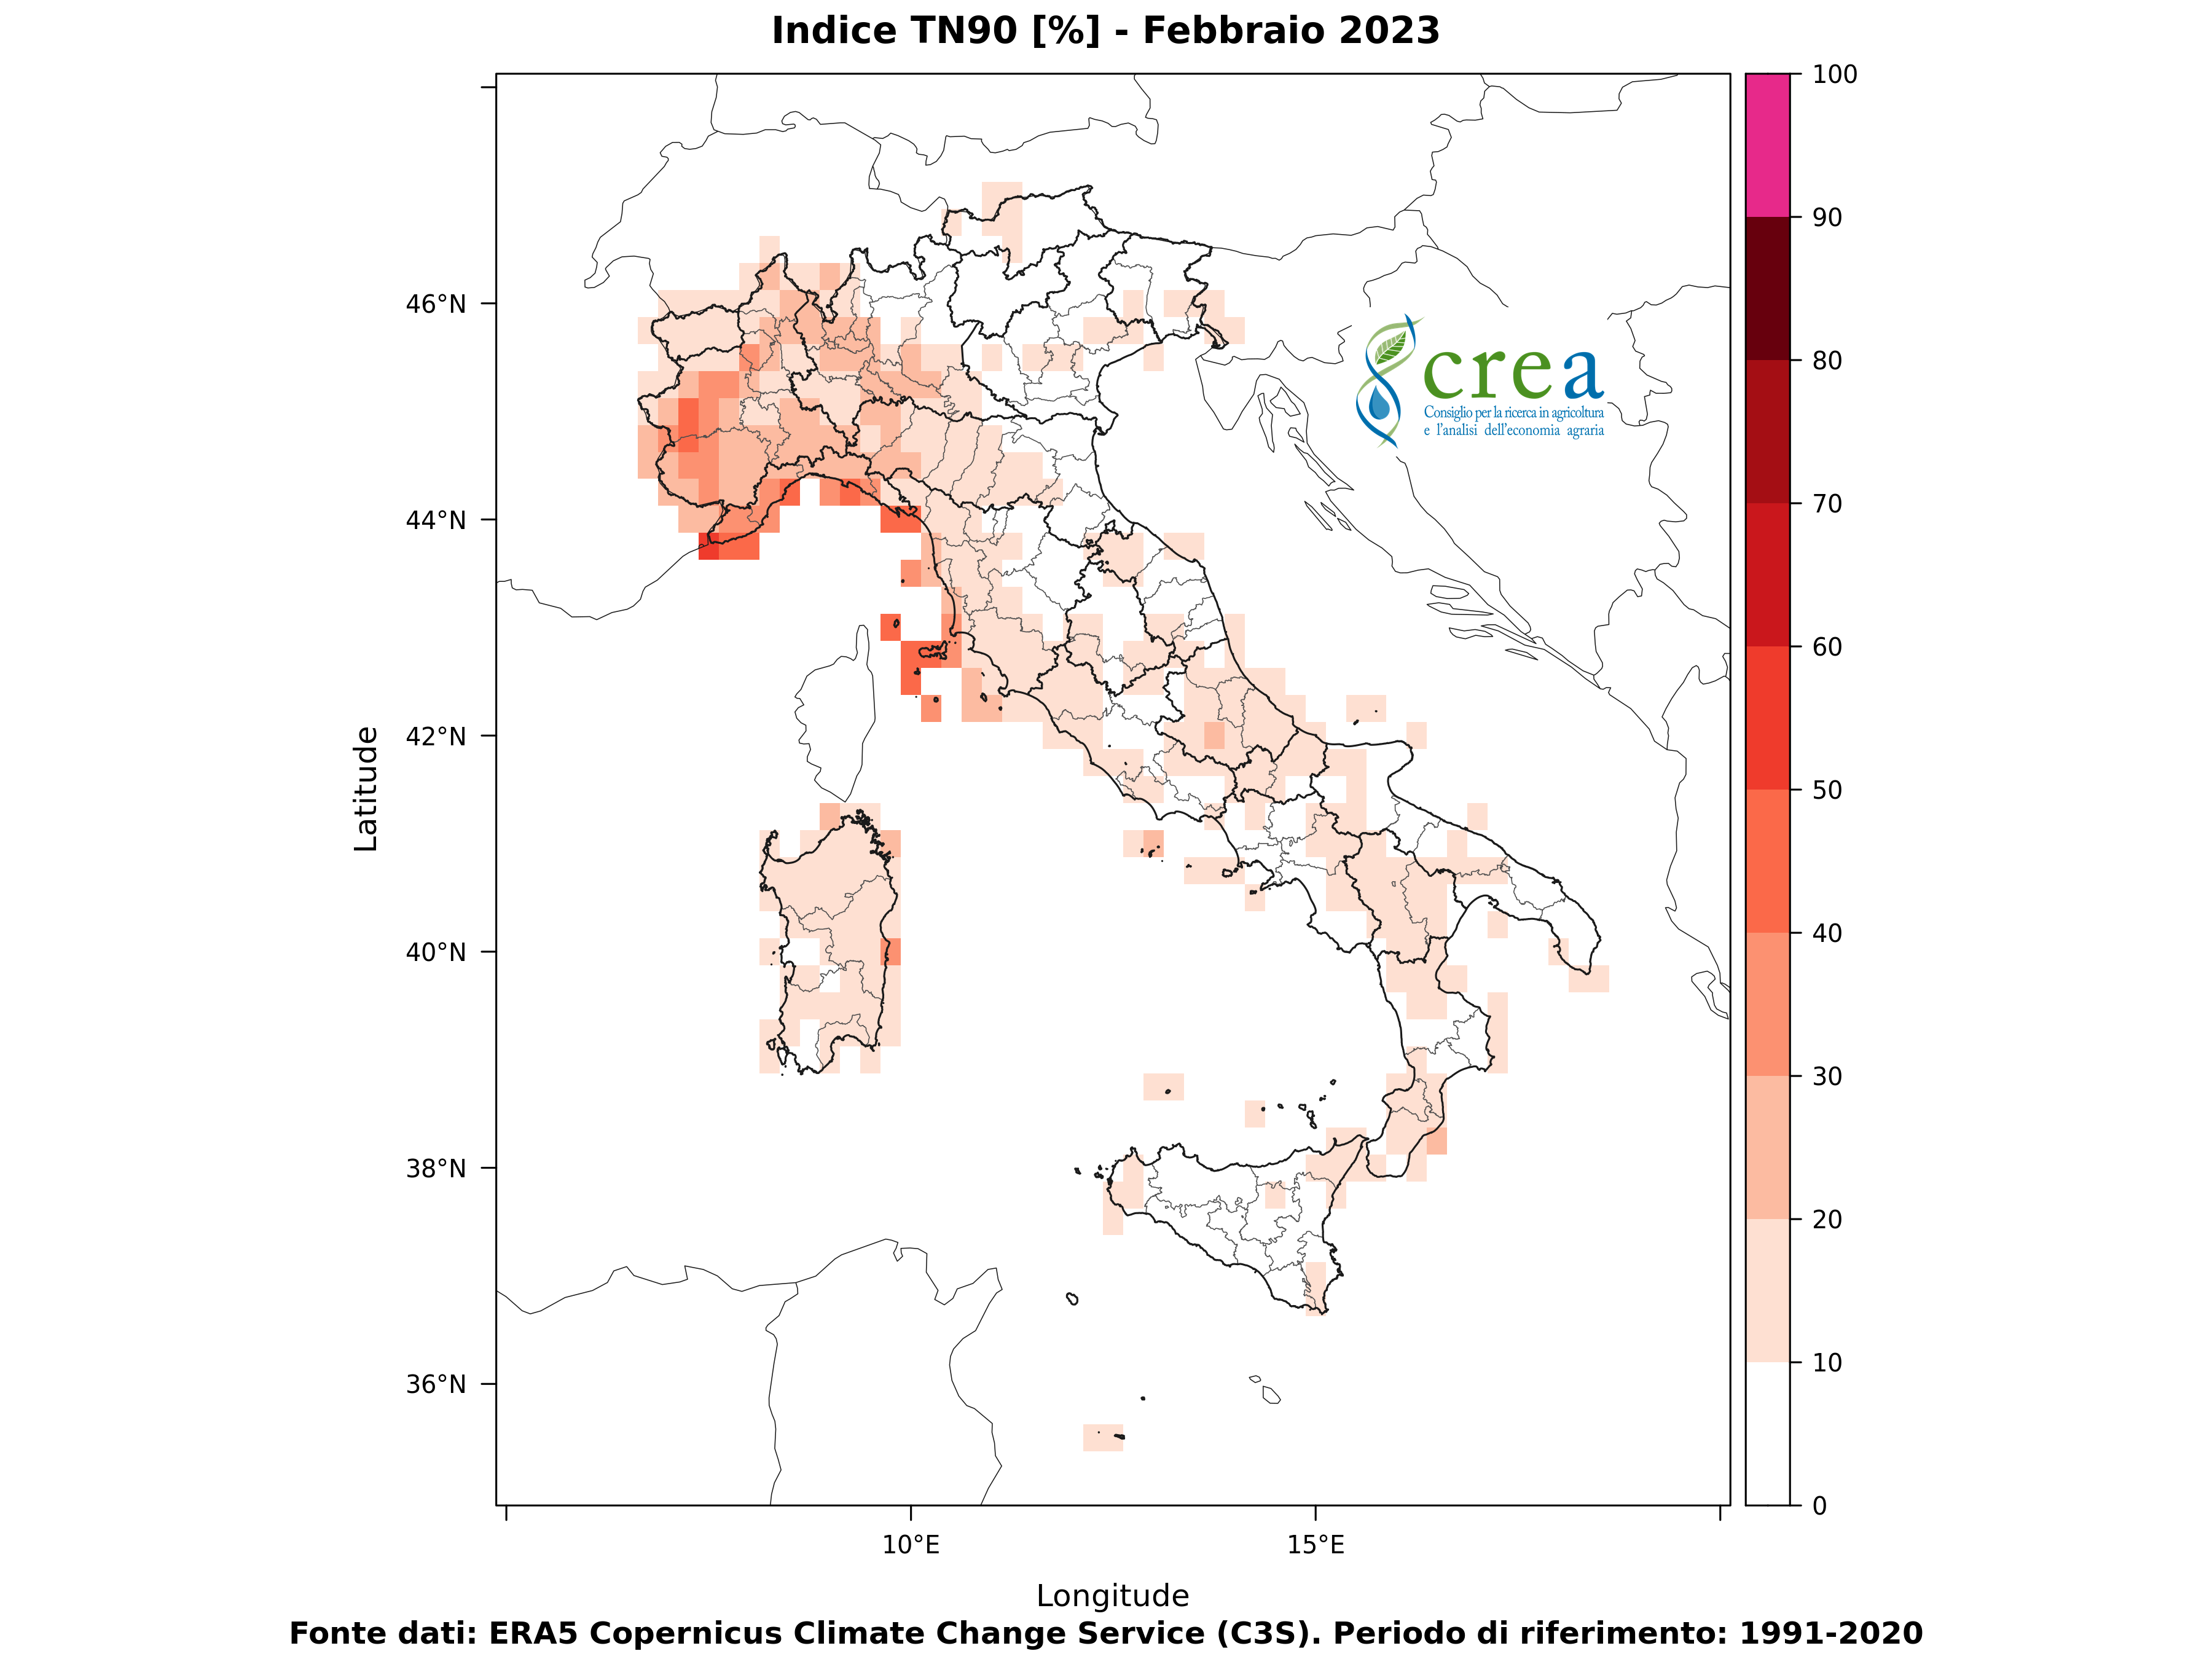 Indice TN90 [%] - Febbraio 2023
100
90
80
70
60
50
40
30
20
10
0
46°N
44°N
42°N
40°N
38°N
36°N
Latitude
crea
Consiglio per la ricerca in agricoltura
e l'analisi dell'economia agraria
10°E
15°E
Longitude
Fonte dati: ERA5 Copernicus Climate Change Service (C3S). Periodo di riferimento: 1991-2020